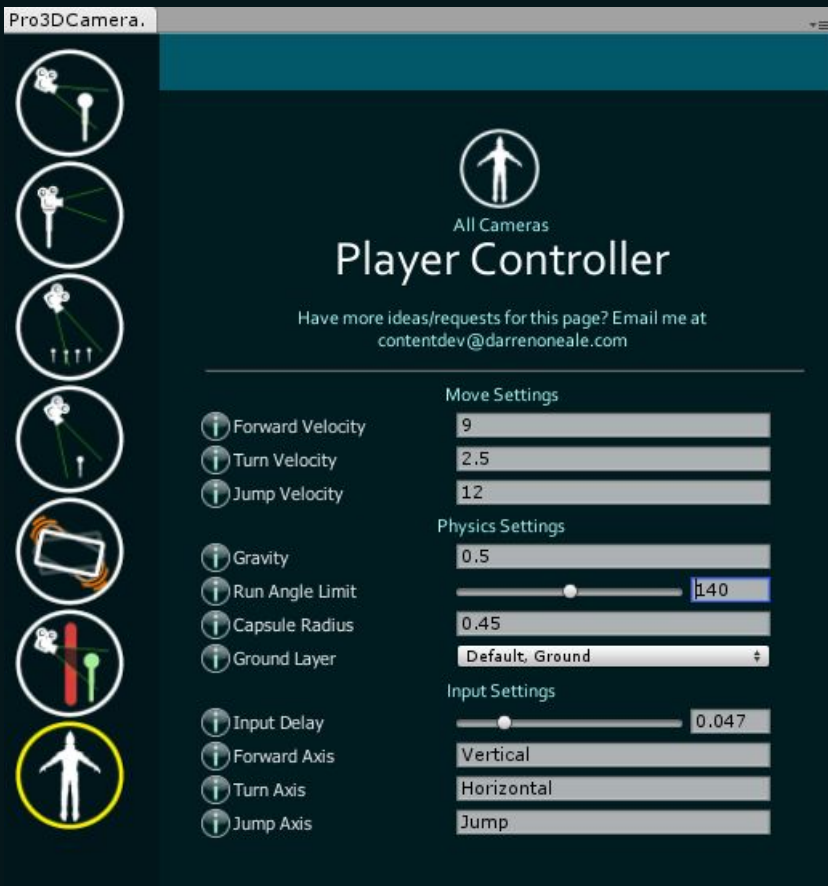 Pro3DCamera.
All Cameras
Player Controller
Have more ideas/requests for this page? Email me at
contentdev@darrenoneale.com
Move Settings
Forward Velocity 9
Turn Velocity 2.5
Jump Velocity 12
Physics Settings
Gravity 0.5
Run Angle Limit 140
Capsule Radius 0.45
Ground Layer Default, Ground
Input Settings
Input Delay 0.047
Forward Axis Vertical
Turn Axis Horizontal
Jump Axis Jump